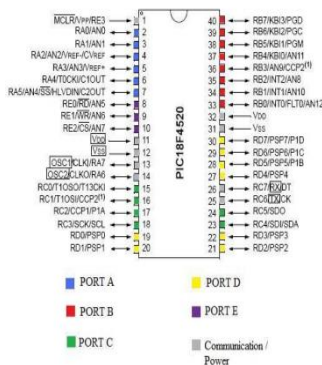 MCLR/VPP/RE3 1
RA0/AN0 2
RA1/AN1 3
RA2/AN2/VREF-/CVREF 4
RA3/AN3/VREF+ 5
RA4/T0CKI/C1OUT 6
RA5/AN4/SS/HLVDIN/C2OUT 7
RE0/RD/AN5 8
RE1/WR/AN6 9
RE2/CS/AN7 10
VDD 11
VSS 12
OSC1/CLKI/RA7 13
OSC2/CLKO/RA6 14
RC0/T1OSO/T13CKI 15
RC1/T1OSI/CCP2(1) 16
RC2/CCP1/P1A 17
RC3/SCK/SCL 18
RD0/PSP0 19
RD1/PSP1 20
PIC18F4520
40 RB7/KBI3/PGD
39 RB6/KBI2/PGC
38 RB5/KBI1/PGM
37 RB4/KBI0/AN11
36 RB3/AN9/CCP2(1)
35 RB2/INT2/AN8
34 RB1/INT1/AN10
33 RB0/INT0/FLT0/AN12
32 VDD
31 VSS
30 RD7/PSP7/P1D
29 RD6/PSP6/P1C
28 RD5/PSP5/P1B
27 RD4/PSP4
26 RC7/RX/DT
25 RC6/TX/CK
24 RC5/SDO
23 RC4/SDI/SDA
22 RD3/PSP3
21 RD2/PSP2
PORT A
PORT B
PORT C
PORT D
PORT E
Communication /
Power